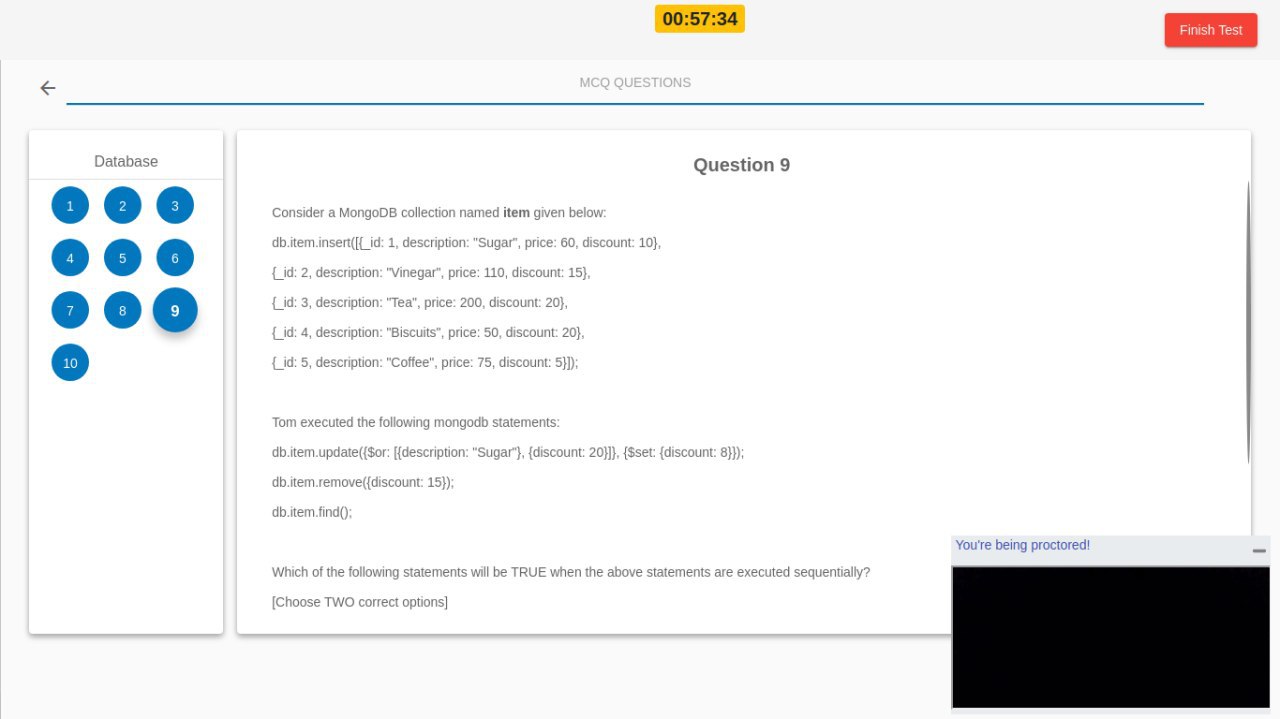 00:57:34
Finish Test
MCQ QUESTIONS
Database
1 2 3
4 5 6
7 8 9
10
Question 9
Consider a MongoDB collection named item given below:
db.item.insert([{_id: 1, description: "Sugar", price: 60, discount: 10},
{_id: 2, description: "Vinegar", price: 110, discount: 15},
{_id: 3, description: "Tea", price: 200, discount: 20},
{_id: 4, description: "Biscuits", price: 50, discount: 20},
{_id: 5, description: "Coffee", price: 75, discount: 5}]);
Tom executed the following mongodb statements:
db.item.update({$or: [{description: "Sugar"}, {discount: 20}]}, {$set: {discount: 8}});
db.item.remove({discount: 15});
db.item.find();
Which of the following statements will be TRUE when the above statements are executed sequentially?
[Choose TWO correct options]
You're being proctored!